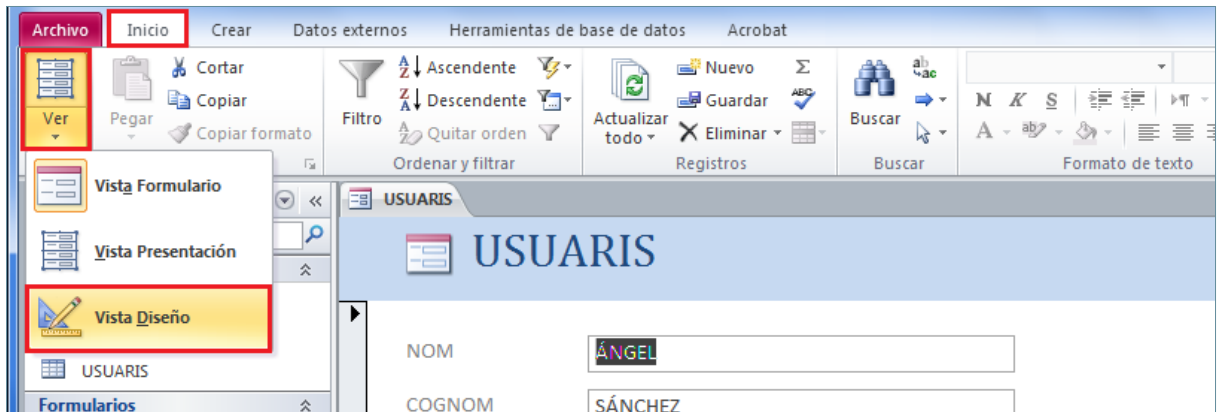 Archivo Inicio Crear Datos externos Herramientas de base de datos Acrobat
Ver
Pegar
Cortar
Copiar
Copiar formato
Filtro
Ascendente
Descendente
Quitar orden
Ordenar y filtrar
Actualizar
todo
Nuevo
Guardar
Eliminar
Registros
Buscar
Buscar
N K S
A
Formato de texto
Vista Formulario
Vista Presentación
Vista Diseño
USUARIS
Formularios
USUARIS
USUARIS
NOM ÁNGEL
COGNOM SÁNCHEZ